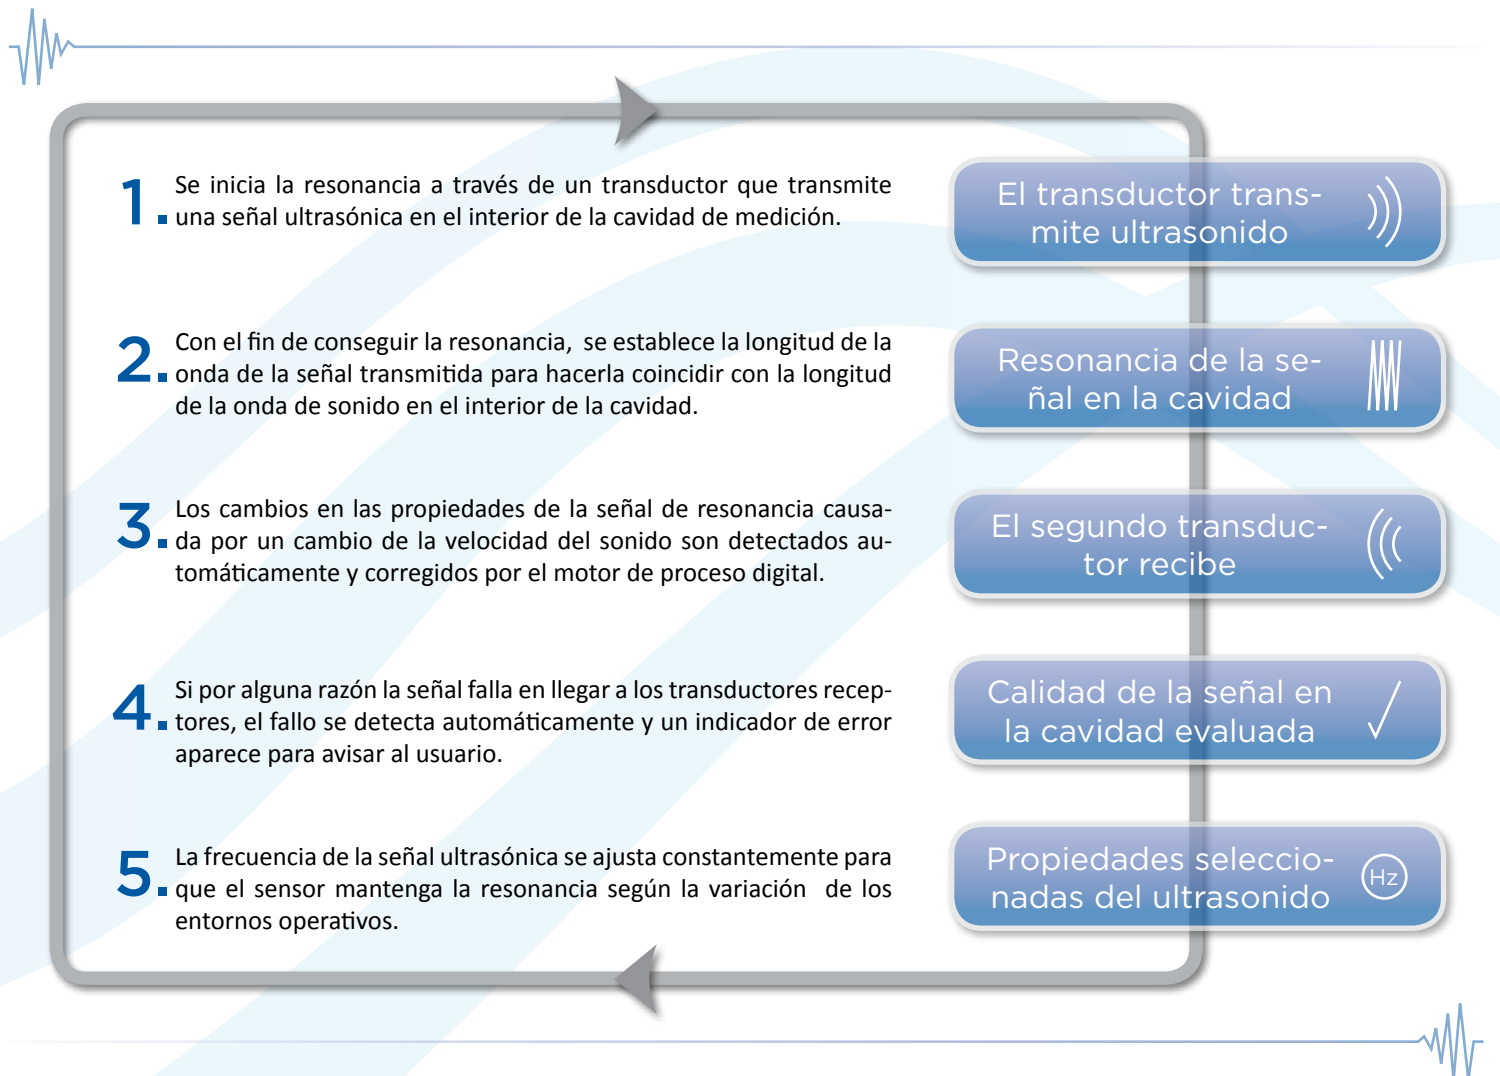 1. Se inicia la resonancia a través de un transductor que transmite
una señal ultrasónica en el interior de la cavidad de medición.
El transductor trans-
mite ultrasonido
2. Con el fin de conseguir la resonancia, se establece la longitud de la
onda de la señal transmitida para hacerla coincidir con la longitud
de la onda de sonido en el interior de la cavidad.
Resonancia de la se-
ñal en la cavidad
3. Los cambios en las propiedades de la señal de resonancia causa-
da por un cambio de la velocidad del sonido son detectados au-
tomáticamente y corregidos por el motor de proceso digital.
El segundo transduc-
tor recibe
4. Si por alguna razón la señal falla en llegar a los transductores recep-
tores, el fallo se detecta automáticamente y un indicador de error
aparece para avisar al usuario.
Calidad de la señal en
la cavidad evaluada
5. La frecuencia de la señal ultrasónica se ajusta constantemente para
que el sensor mantenga la resonancia según la variación de los
entornos operativos.
Propiedades seleccio-
nadas del ultrasonido
Hz